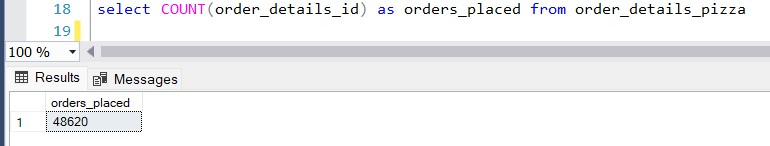 18 select COUNT(order_details_id) as orders_placed from order_details_pizza
19
100 %
Results Messages
orders_placed
1 48620